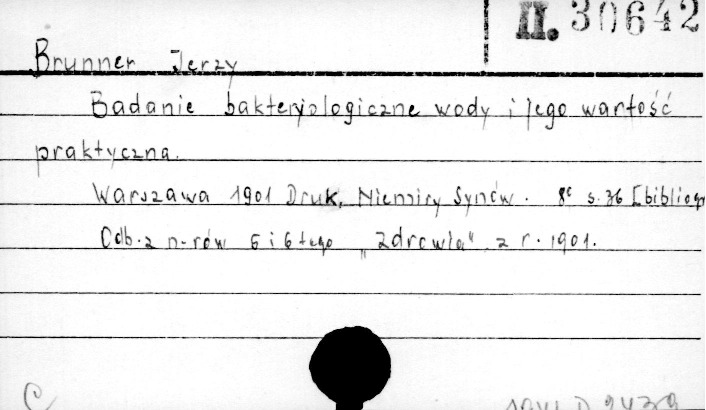 II. 30642
Brunner Jerzy
Badanie bakteryologiczne wody i jego wartość
praktyczna.
Warszawa 1901 Druk. Niemiry Synów. 8° s. 36 [bibliogr
Odb. z n-rów 5 i 6 tego „Zdrowia" z r. 1901.
C